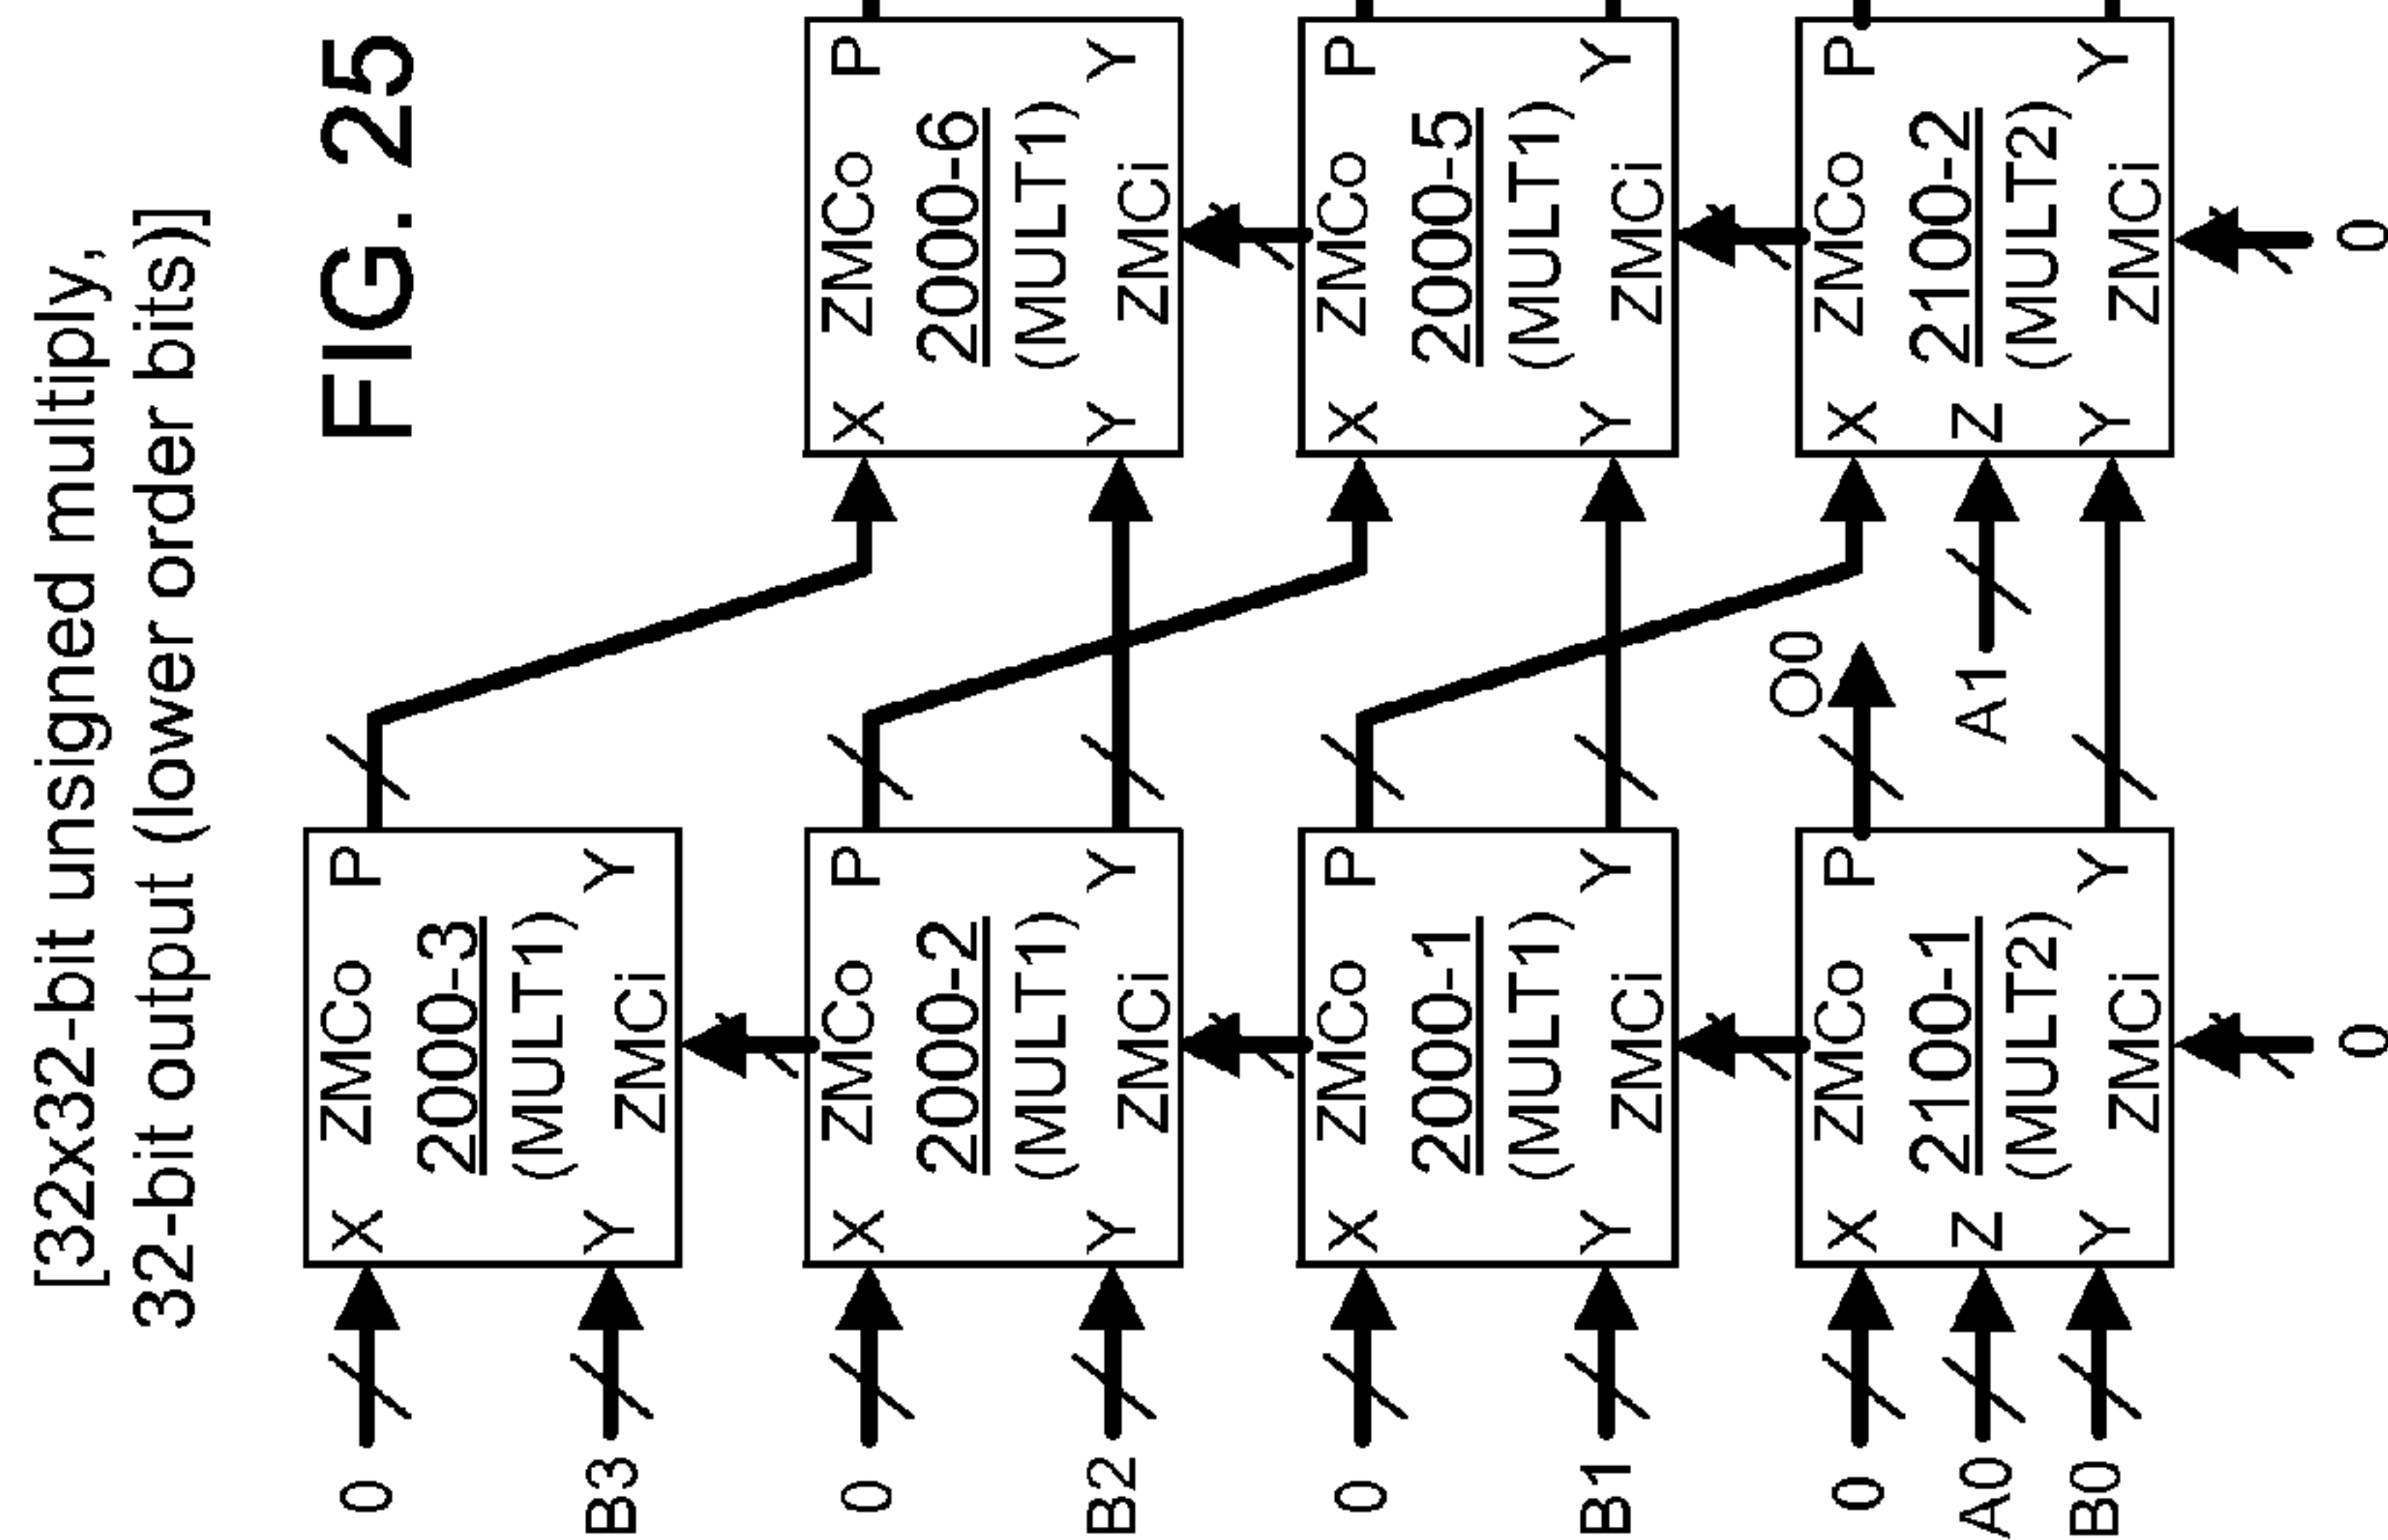 [32x32-bit unsigned multiply,
32-bit output (lower order bits)]
FIG. 25
0
B3
X ZMCo P
2000-3
(MULT1)
Y ZMCi Y
0
B2
X ZMCo P
2000-2
(MULT1)
Y ZMCi Y
X ZMCo P
2000-6
(MULT1)
Y ZMCi Y
0
B1
X ZMCo P
2000-1
(MULT1)
Y ZMCi Y
X ZMCo P
2000-5
(MULT1)
Y ZMCi Y
0
A0
B0
X ZMCo P
Z 2100-1
(MULT2)
Y ZMCi Y
0
O0
A1
X ZMCo P
Z 2100-2
(MULT2)
Y ZMCi Y
0